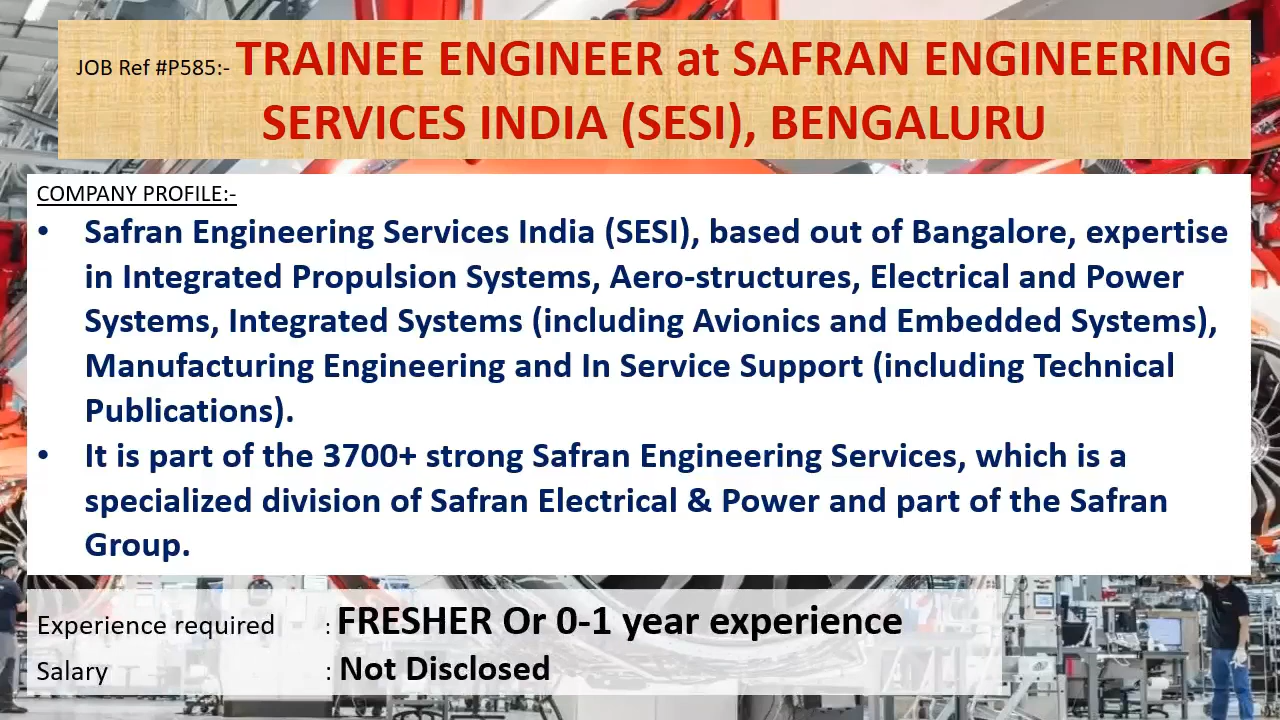 JOB Ref #P585:- TRAINEE ENGINEER at SAFRAN ENGINEERING
SERVICES INDIA (SESI), BENGALURU
COMPANY PROFILE:-
• Safran Engineering Services India (SESI), based out of Bangalore, expertise
in Integrated Propulsion Systems, Aero-structures, Electrical and Power
Systems, Integrated Systems (including Avionics and Embedded Systems),
Manufacturing Engineering and In Service Support (including Technical
Publications).
• It is part of the 3700+ strong Safran Engineering Services, which is a
specialized division of Safran Electrical & Power and part of the Safran
Group.
Experience required : FRESHER Or 0-1 year experience
Salary : Not Disclosed